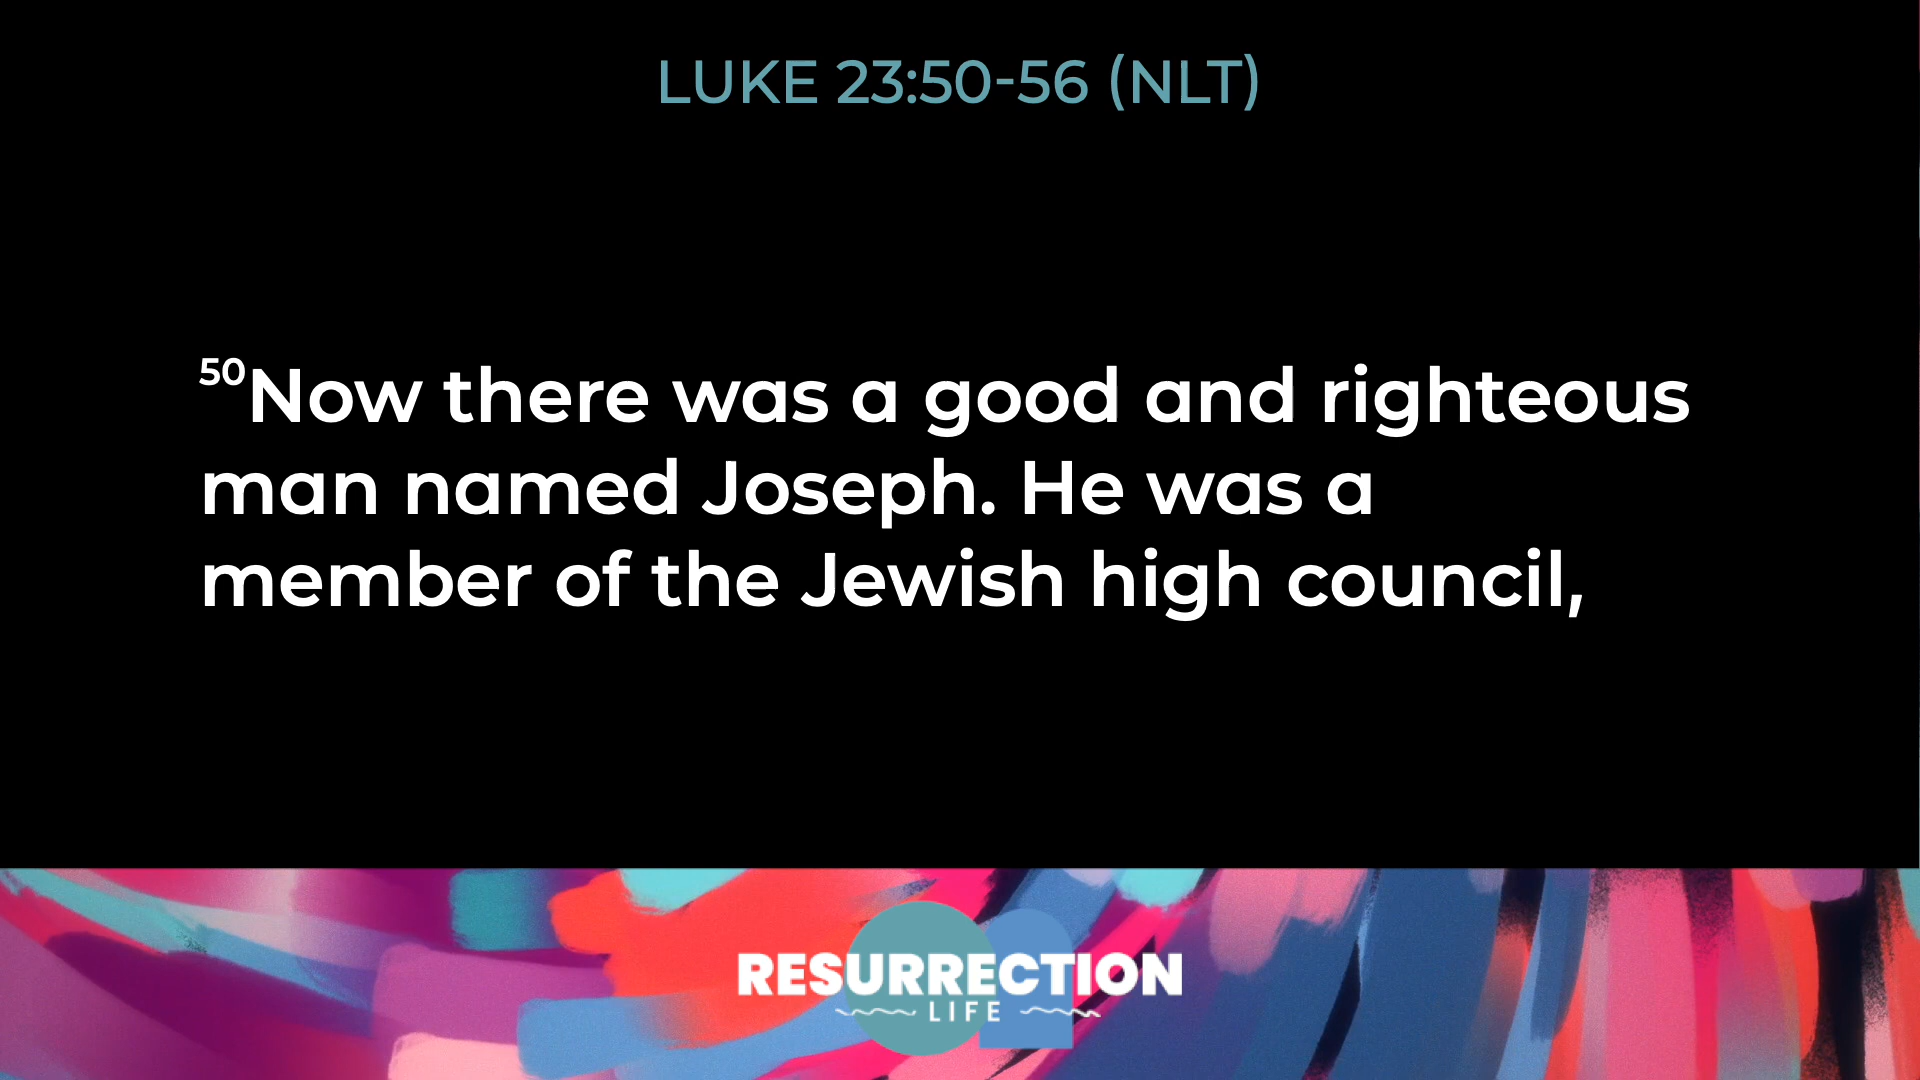 LUKE 23:50-56 (NLT)
50Now there was a good and righteous
man named Joseph. He was a
member of the Jewish high council,
RESURRECTION
LIFE